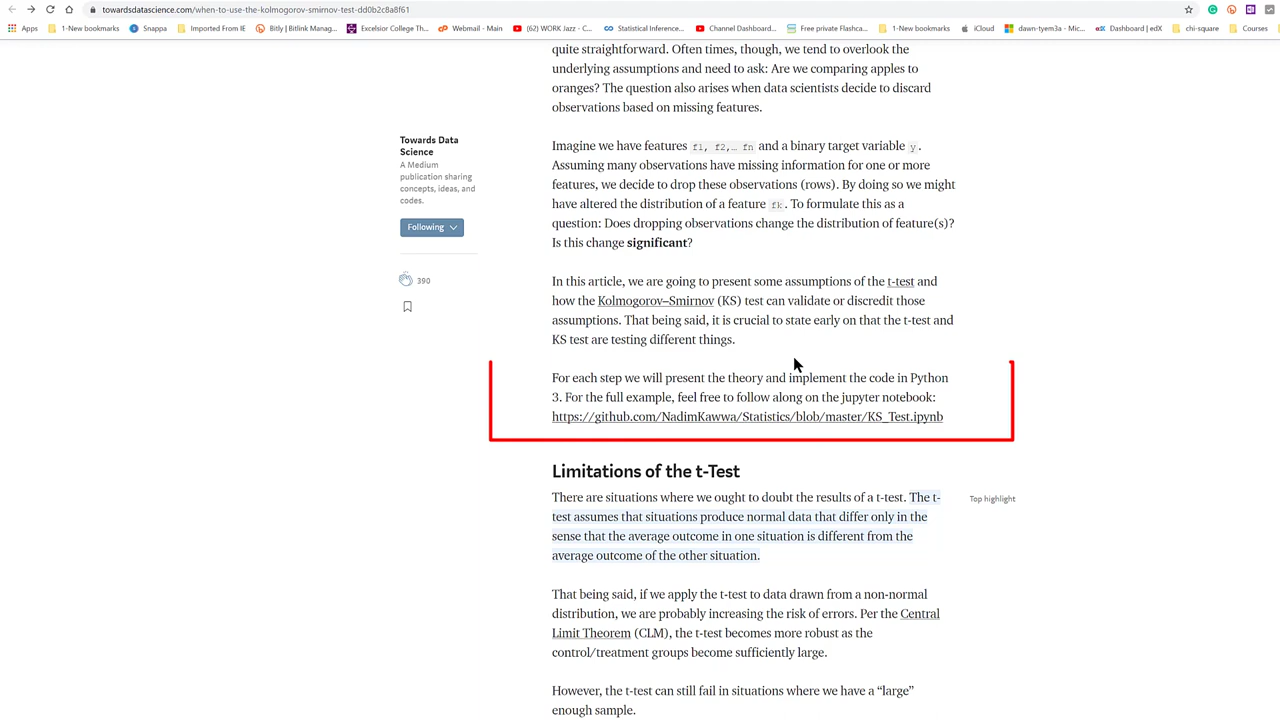 towardsdatascience.com/when-to-use-the-kolmogorov-smirnov-test-dd0b2c8a8f61
Apps
1-New bookmarks
Snappa
Imported From IE
Bitly | Bitlink Manag...
Excelsior College Th...
Webmail - Main
(62) WORK Jazz - C...
Statistical Inference...
Channel Dashboard...
Free printable Flashca...
1-New bookmarks
iCloud
dawn-tyem3a - Mic...
Dashboard | edX
chi-square
Courses
quite straightforward. Often times, though, we tend to overlook the
underlying assumptions and need to ask: Are we comparing apples to
oranges? The question also arises when data scientists decide to discard
observations based on missing features.
Towards Data
Science
A Medium
publication sharing
concepts, ideas, and
codes.
Following
390
Imagine we have features f1, f2,… fn and a binary target variable y.
Assuming many observations have missing information for one or more
features, we decide to drop these observations (rows). By doing so we might
have altered the distribution of a feature fk. To formulate this as a
question: Does dropping observations change the distribution of feature(s)?
Is this change significant?
In this article, we are going to present some assumptions of the t-test and
how the Kolmogorov–Smirnov (KS) test can validate or discredit those
assumptions. That being said, it is crucial to state early on that the t-test and
KS test are testing different things.
For each step we will present the theory and implement the code in Python
3. For the full example, feel free to follow along on the jupyter notebook:
https://github.com/NadimKawwa/Statistics/blob/master/KS_Test.ipynb
Limitations of the t-Test
There are situations where we ought to doubt the results of a t-test. The t-
test assumes that situations produce normal data that differ only in the
sense that the average outcome in one situation is different from the
average outcome of the other situation.
Top highlight
That being said, if we apply the t-test to data drawn from a non-normal
distribution, we are probably increasing the risk of errors. Per the Central
Limit Theorem (CLM), the t-test becomes more robust as the
control/treatment groups become sufficiently large.
However, the t-test can still fail in situations where we have a “large”
enough sample.